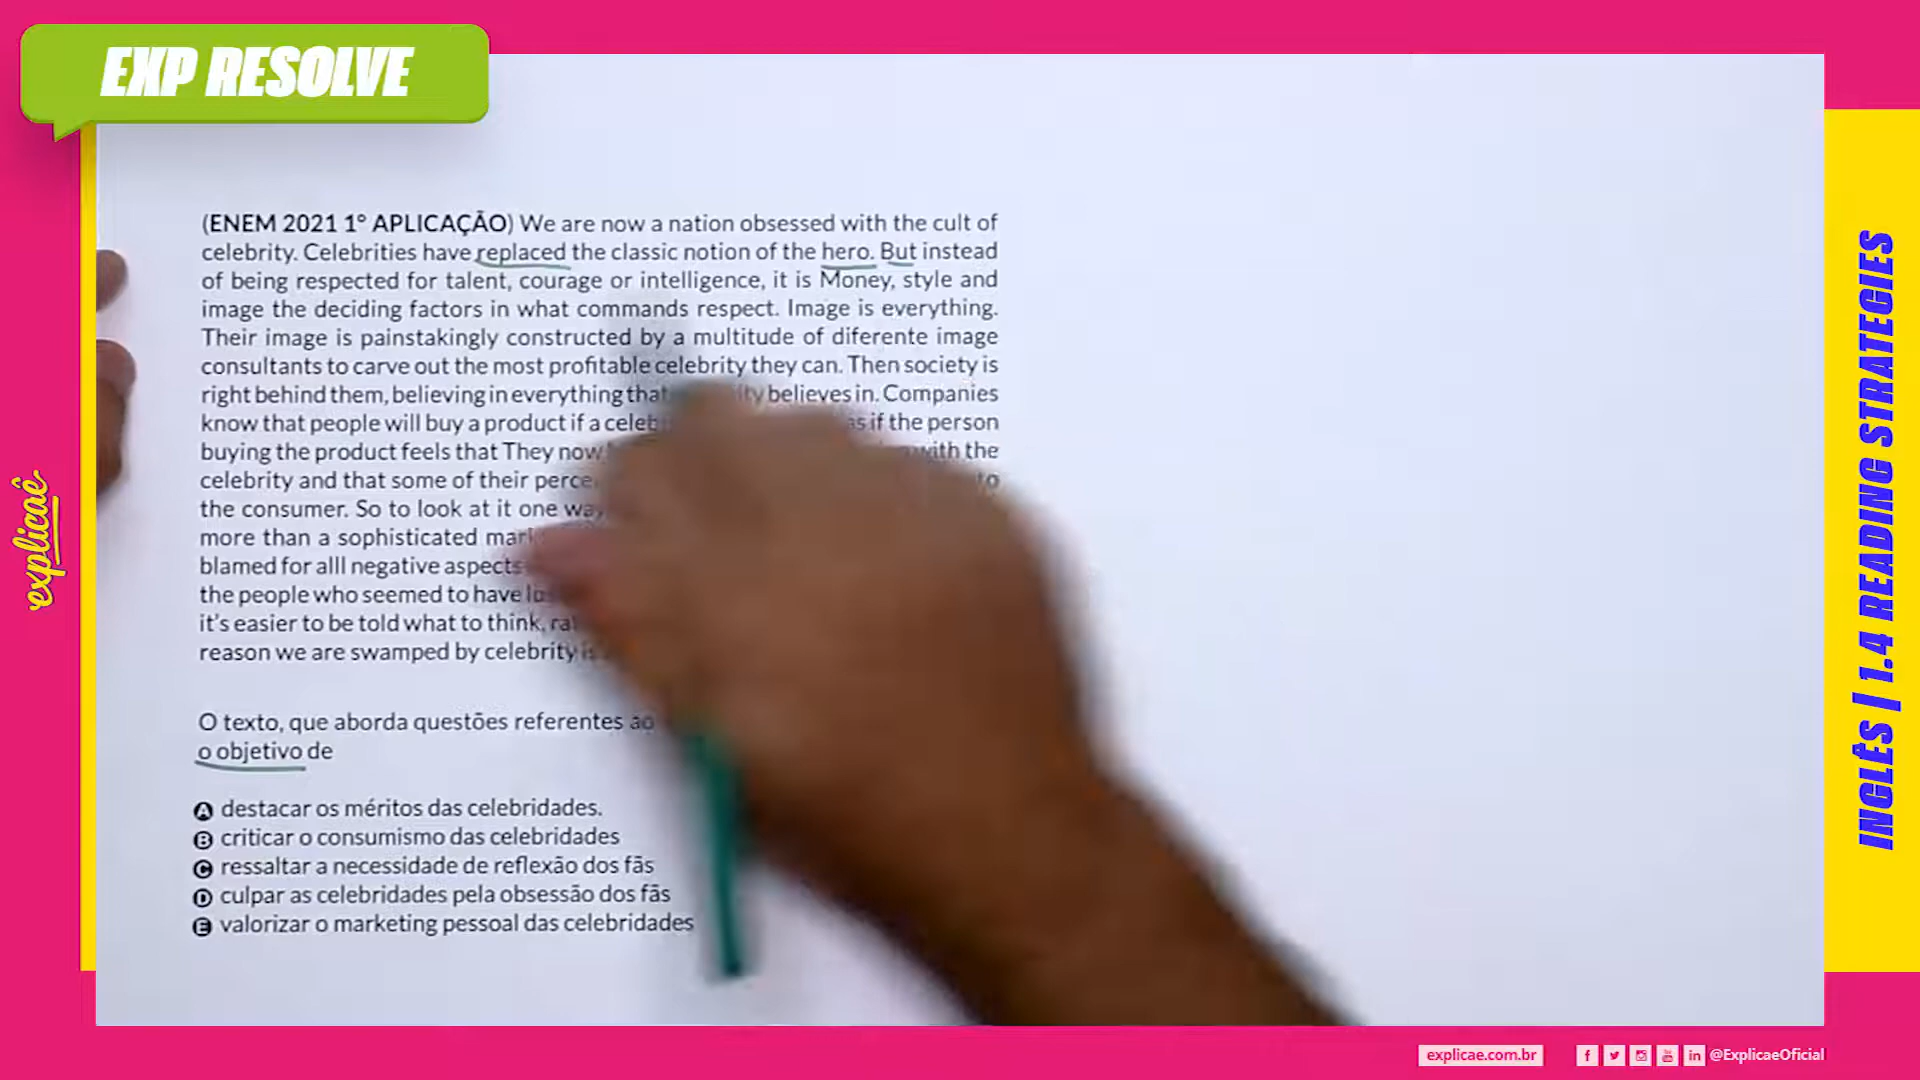 EXP RESOLVE
(ENEM 2021 1º APLICAÇÃO) We are now a nation obsessed with the cult of
celebrity. Celebrities have replaced the classic notion of the hero. But instead
of being respected for talent, courage or intelligence, it is Money, style and
image the deciding factors in what commands respect. Image is everything.
Their image is painstakingly constructed by a multitude of diferente image
consultants to carve out the most profitable celebrity they can. Then society is
right behind them, believing in everything that believes in. Companies
know that people will buy a product if a if the person
buying the product feels that They now with the
celebrity and that some of their to
the consumer. So to look at it one
more than a sophisticated
blamed for alll negative aspects
the people who seemed to have
it's easier to be told what to think,
reason we are swamped by celebrity is
O texto, que aborda questões referentes ao
o objetivo de
A destacar os méritos das celebridades.
B criticar o consumismo das celebridades
C ressaltar a necessidade de reflexão dos fãs
D culpar as celebridades pela obsessão dos fãs
E valorizar o marketing pessoal das celebridades
explicaê
INGLÊS | 1.4 READING STRATEGIES
explicae.com.br
@ExplicaeOficial